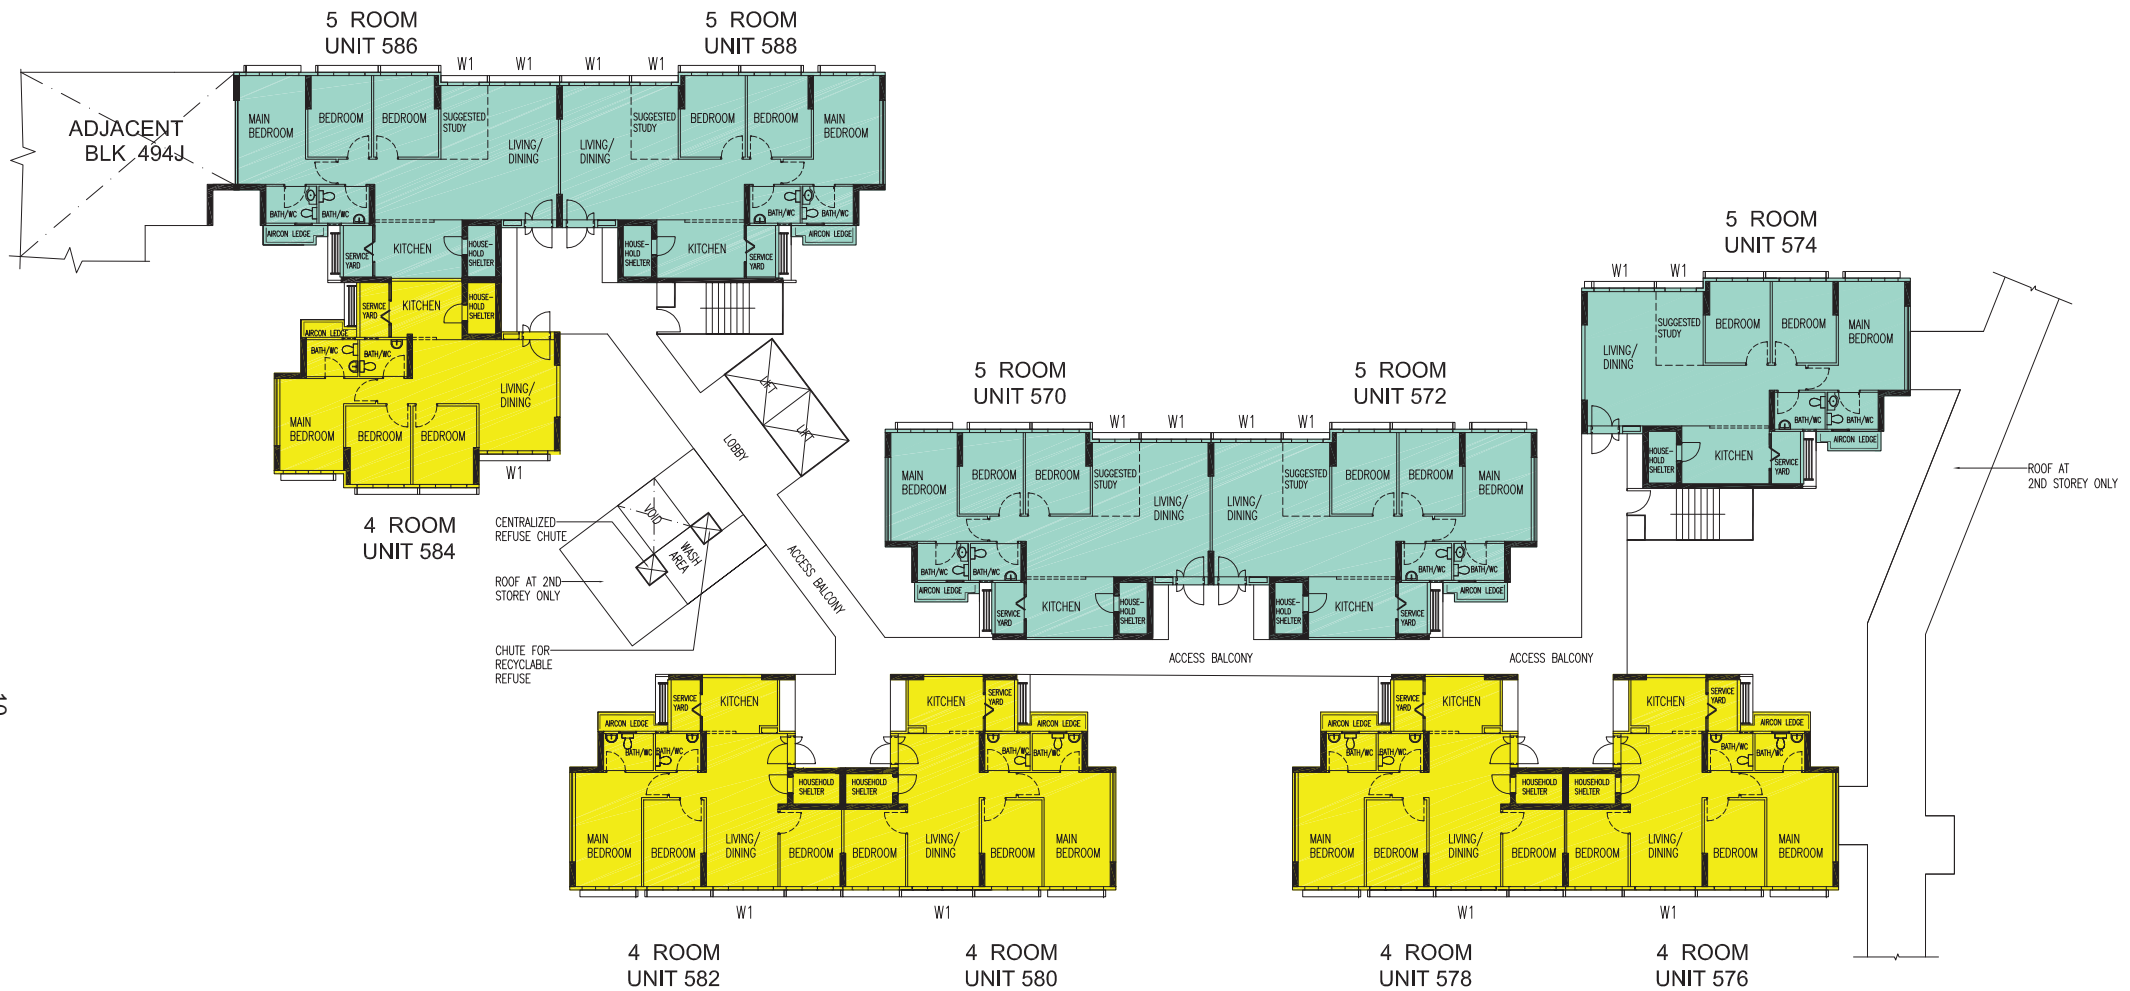 5 ROOM
UNIT 586
5 ROOM
UNIT 588
W1
W1
W1
W1
ADJACENT
BLK 494J
MAIN
BEDROOM
BEDROOM
BEDROOM
SUGGESTED
STUDY
LIVING/
DINING
BATH/WC
BATH/WC
AIRCON LEDGE
SERVICE
YARD
KITCHEN
HOUSE-
HOLD
SHELTER
LIVING/
DINING
SUGGESTED
STUDY
BEDROOM
BEDROOM
MAIN
BEDROOM
BATH/WC
BATH/WC
AIRCON LEDGE
HOUSE-
HOLD
SHELTER
KITCHEN
SERVICE
YARD
SERVICE
YARD
KITCHEN
HOUSE-
HOLD
SHELTER
AIRCON LEDGE
BATH/WC
BATH/WC
LIVING/
DINING
MAIN
BEDROOM
BEDROOM
BEDROOM
W1
4 ROOM
UNIT 584
LIFT
LIFT
LOBBY
VOID
WASH
AREA
CENTRALIZED
REFUSE CHUTE
ROOF AT 2ND
STOREY ONLY
CHUTE FOR
RECYCLABLE
REFUSE
ACCESS BALCONY
5 ROOM
UNIT 570
5 ROOM
UNIT 572
W1
W1
W1
W1
MAIN
BEDROOM
BEDROOM
BEDROOM
SUGGESTED
STUDY
LIVING/
DINING
BATH/WC
BATH/WC
AIRCON LEDGE
SERVICE
YARD
KITCHEN
HOUSE-
HOLD
SHELTER
LIVING/
DINING
SUGGESTED
STUDY
BEDROOM
BEDROOM
MAIN
BEDROOM
BATH/WC
BATH/WC
AIRCON LEDGE
HOUSE-
HOLD
SHELTER
KITCHEN
SERVICE
YARD
5 ROOM
UNIT 574
W1
W1
LIVING/
DINING
SUGGESTED
STUDY
BEDROOM
BEDROOM
MAIN
BEDROOM
BATH/WC
BATH/WC
AIRCON LEDGE
HOUSE-
HOLD
SHELTER
KITCHEN
SERVICE
YARD
ROOF AT
2ND STOREY ONLY
ACCESS BALCONY
ACCESS BALCONY
SERVICE
YARD
KITCHEN
AIRCON LEDGE
BATH/WC
BATH/WC
HOUSEHOLD
SHELTER
MAIN
BEDROOM
BEDROOM
LIVING/
DINING
BEDROOM
W1
4 ROOM
UNIT 582
KITCHEN
SERVICE
YARD
AIRCON LEDGE
BATH/WC
BATH/WC
HOUSEHOLD
SHELTER
BEDROOM
LIVING/
DINING
BEDROOM
MAIN
BEDROOM
W1
4 ROOM
UNIT 580
SERVICE
YARD
KITCHEN
AIRCON LEDGE
BATH/WC
BATH/WC
HOUSEHOLD
SHELTER
MAIN
BEDROOM
BEDROOM
LIVING/
DINING
BEDROOM
W1
4 ROOM
UNIT 578
KITCHEN
SERVICE
YARD
AIRCON LEDGE
BATH/WC
BATH/WC
HOUSEHOLD
SHELTER
BEDROOM
LIVING/
DINING
BEDROOM
MAIN
BEDROOM
W1
4 ROOM
UNIT 576